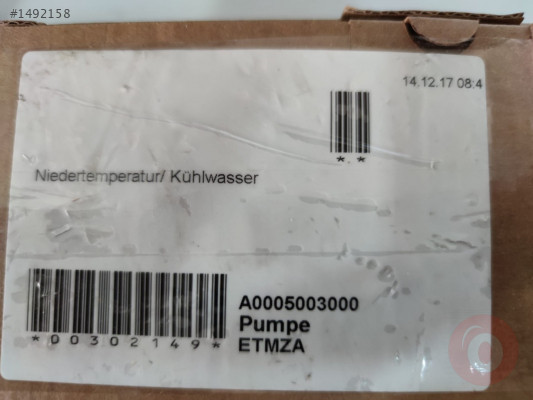 #1492158
14.12.17 08:4
*.*
Niedertemperatur/ Kühlwasser
A0005003000
Pumpe
*00302149*
ETMZA